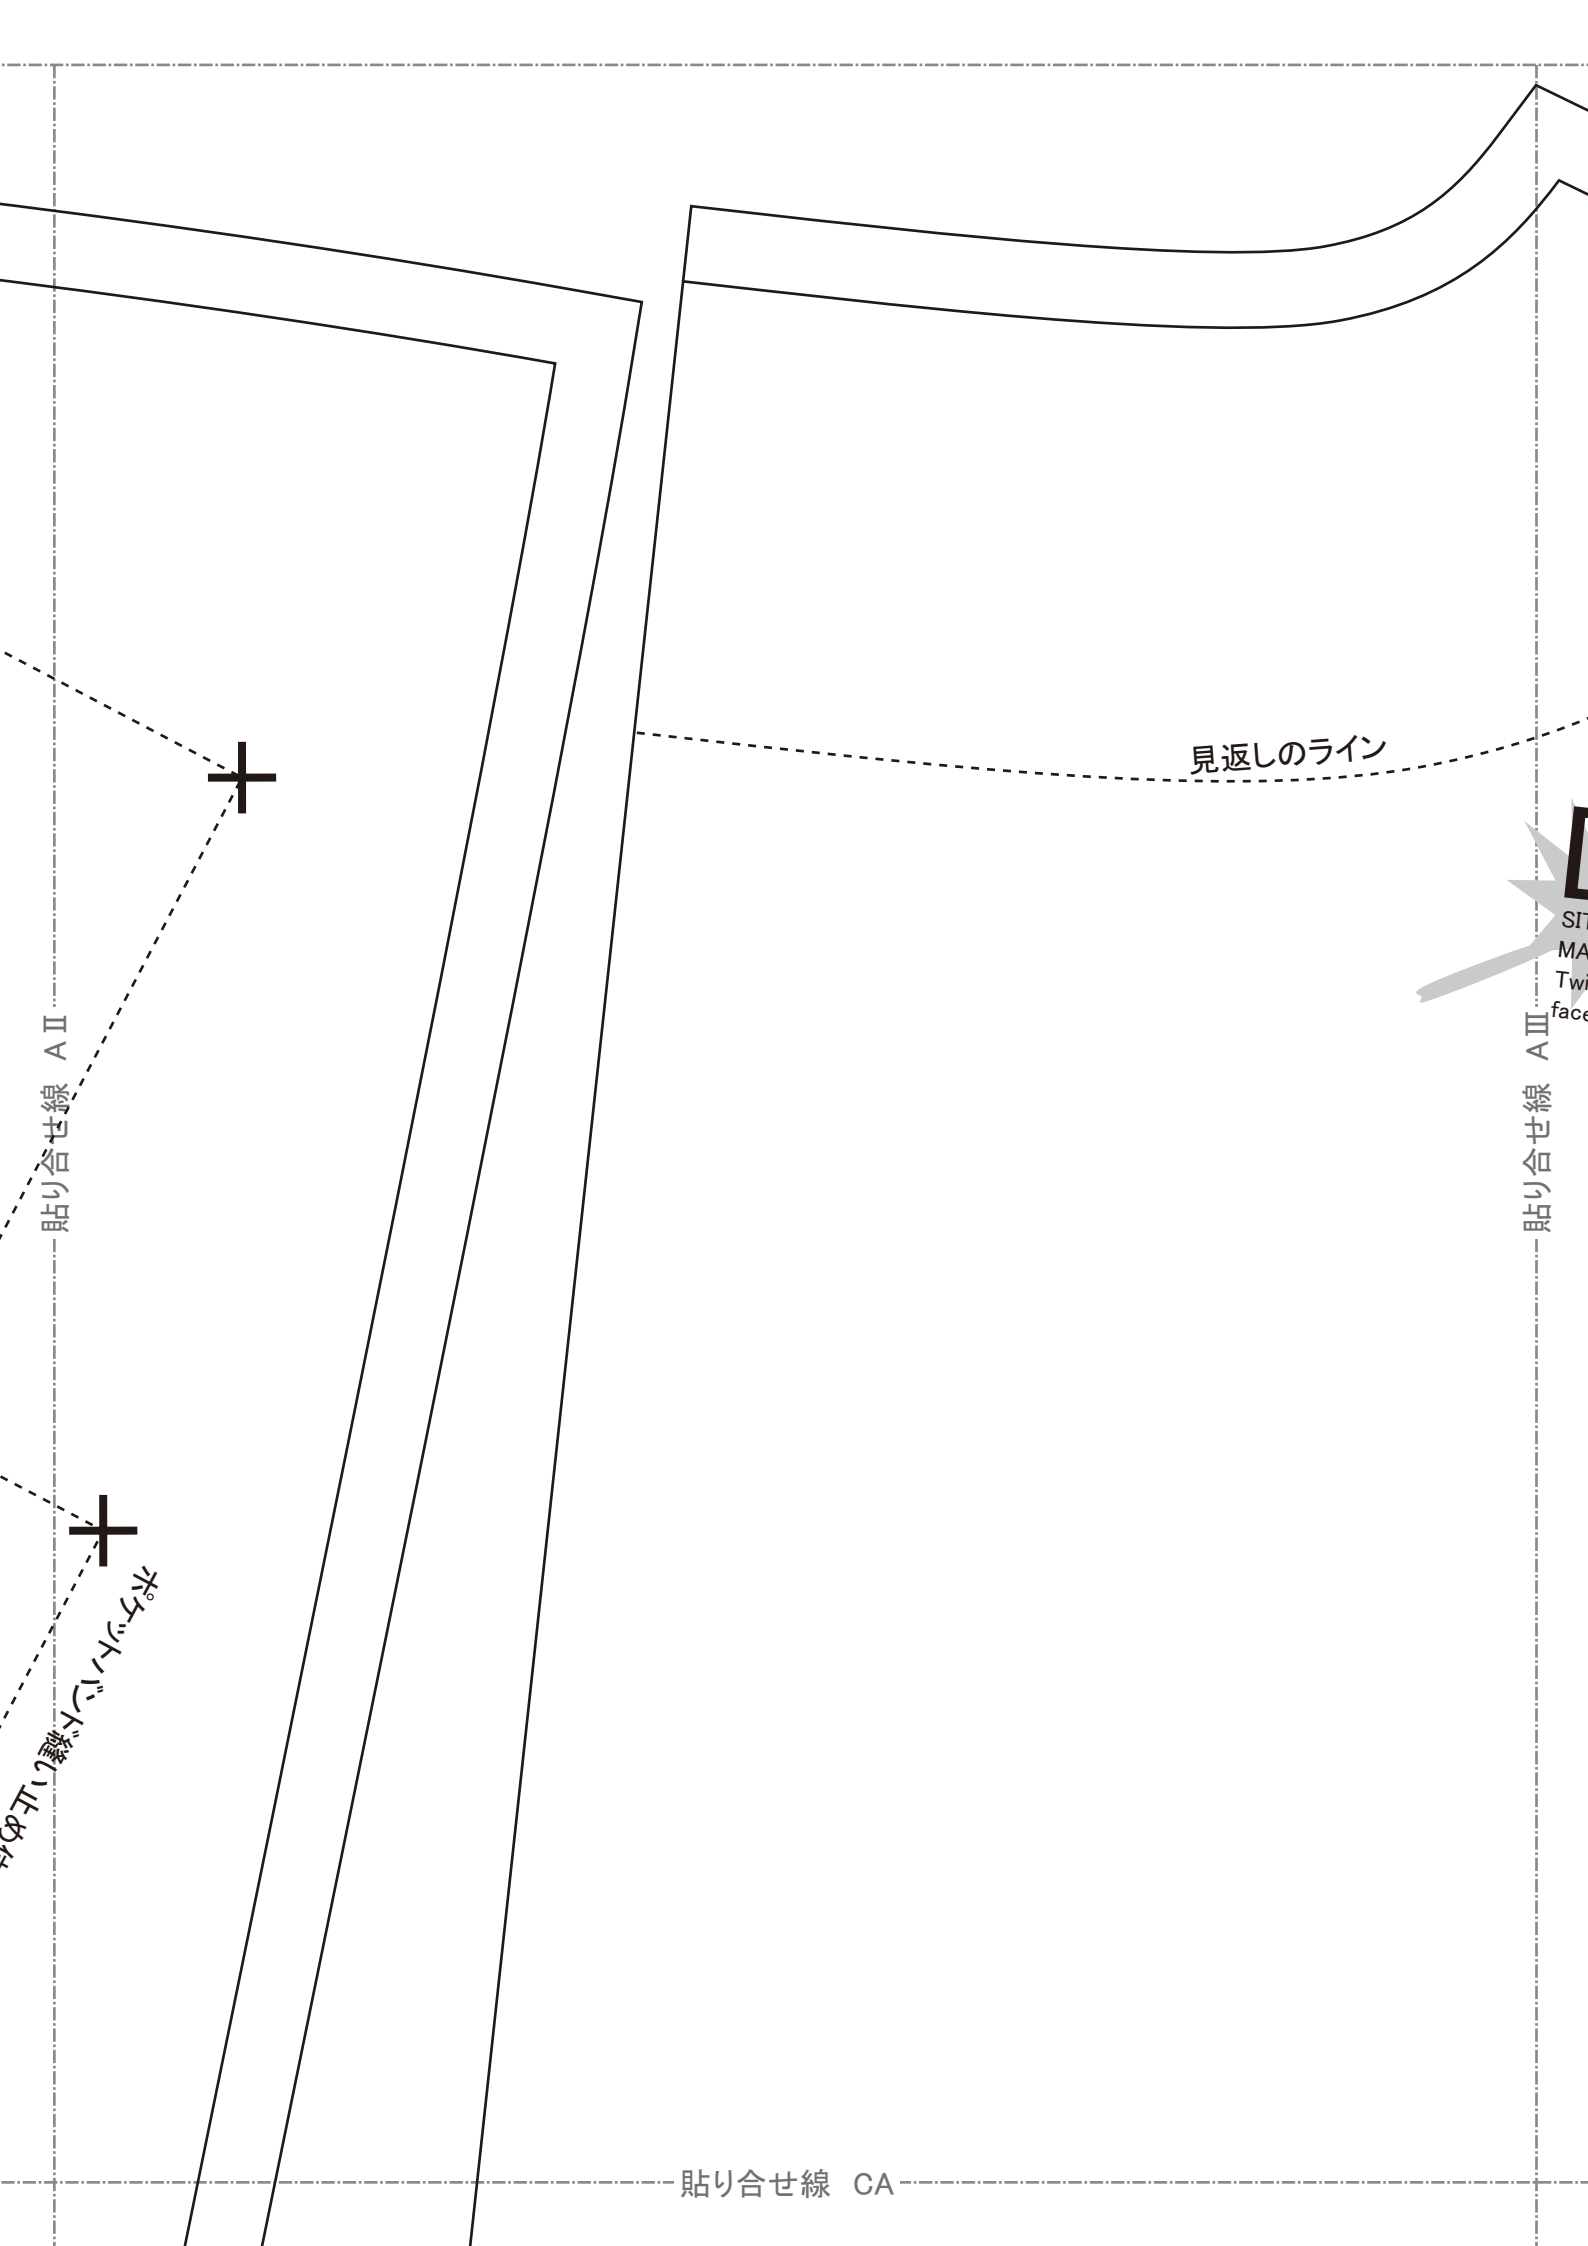 見返しのライン
SIT
MA
Twi
face
貼り合せ線 AⅡ
貼り合せ線 AⅢ
ポケットバンド縫い止め
貼り合せ線 CA